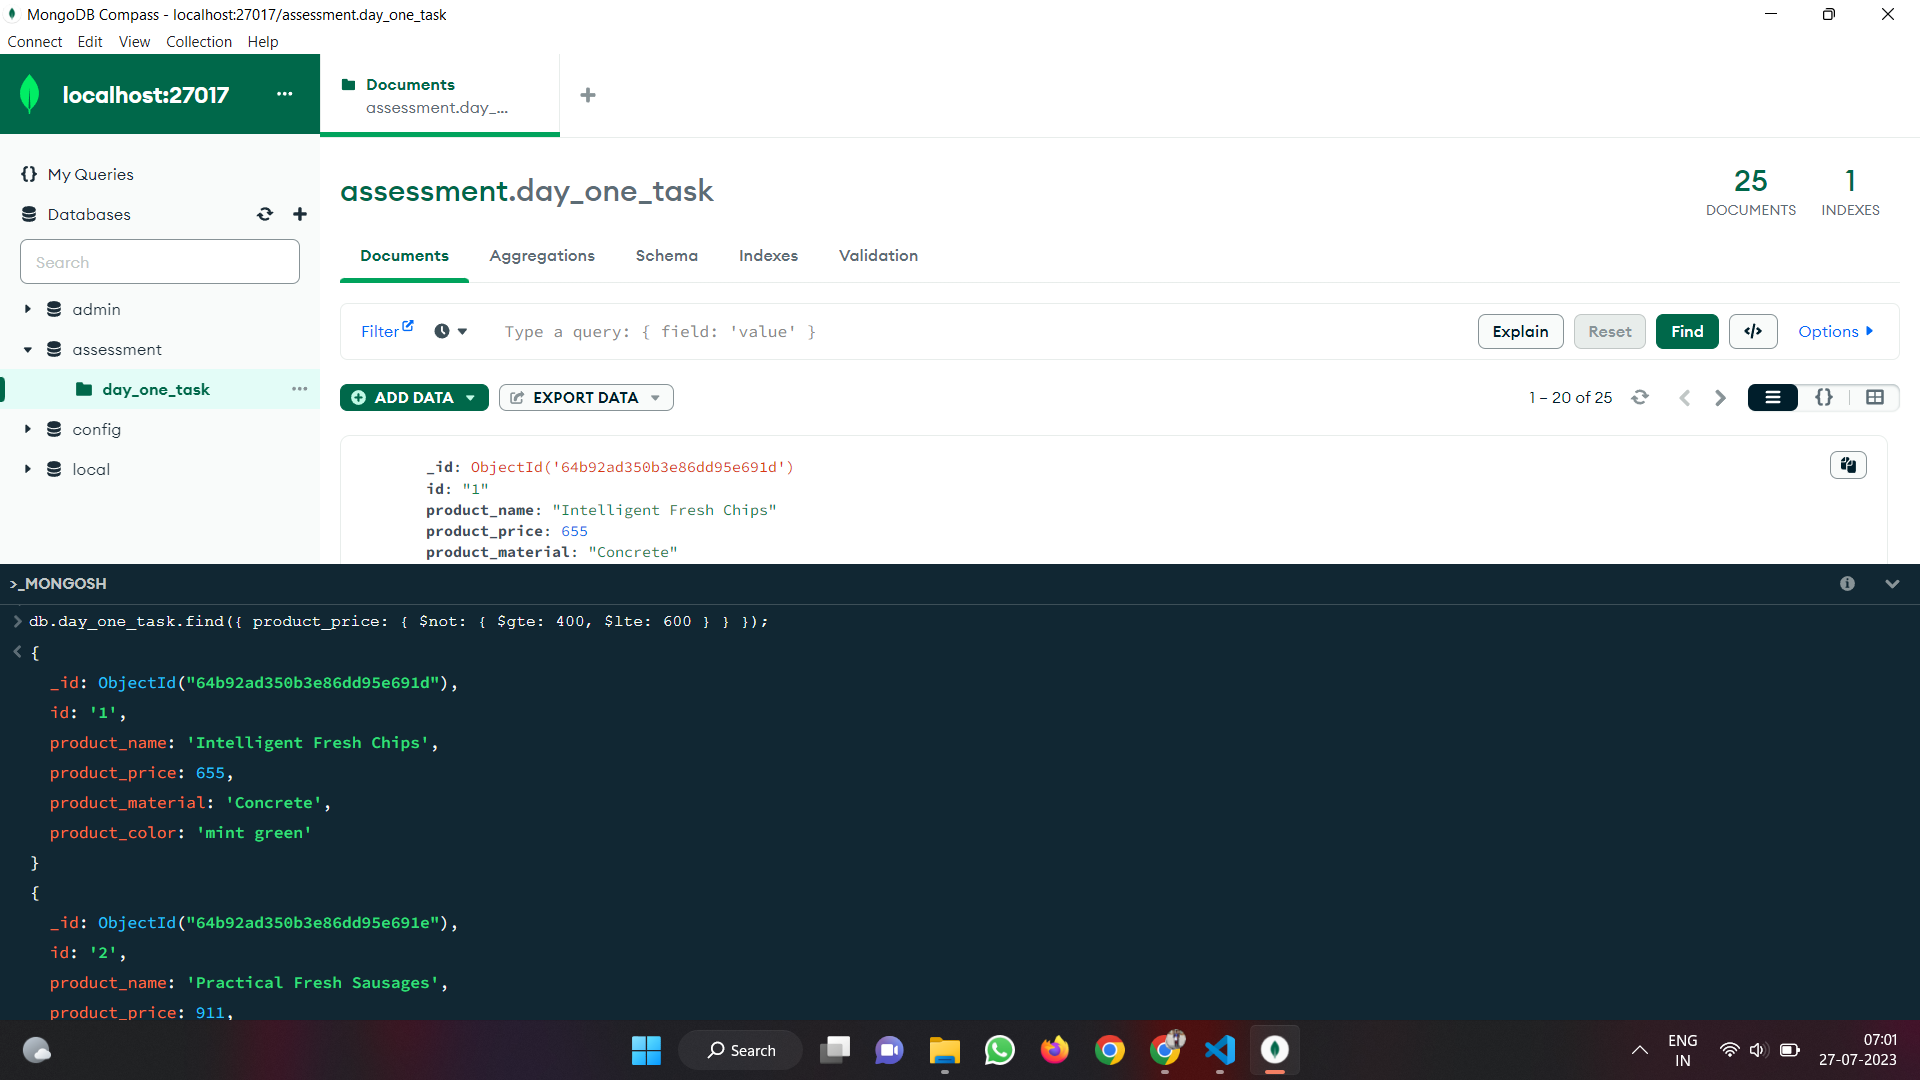 MongoDB Compass - localhost:27017/assessment.day_one_task
Connect Edit View Collection Help
localhost:27017 ...
Documents
assessment.day_...
My Queries
Databases
Search
admin
assessment
day_one_task
config
local
assessment.day_one_task
25
DOCUMENTS
1
INDEXES
Documents Aggregations Schema Indexes Validation
Filter Type a query: { field: 'value' } Explain Reset Find </> Options
ADD DATA EXPORT DATA 1 – 20 of 25 {}
_id: ObjectId('64b92ad350b3e86dd95e691d')
id: "1"
product_name: "Intelligent Fresh Chips"
product_price: 655
product_material: "Concrete"
>_MONGOSH
> db.day_one_task.find({ product_price: { $not: { $gte: 400, $lte: 600 } } });
< {
_id: ObjectId("64b92ad350b3e86dd95e691d"),
id: '1',
product_name: 'Intelligent Fresh Chips',
product_price: 655,
product_material: 'Concrete',
product_color: 'mint green'
}
{
_id: ObjectId("64b92ad350b3e86dd95e691e"),
id: '2',
product_name: 'Practical Fresh Sausages',
product_price: 911,
Search
ENG
IN
07:01
27-07-2023